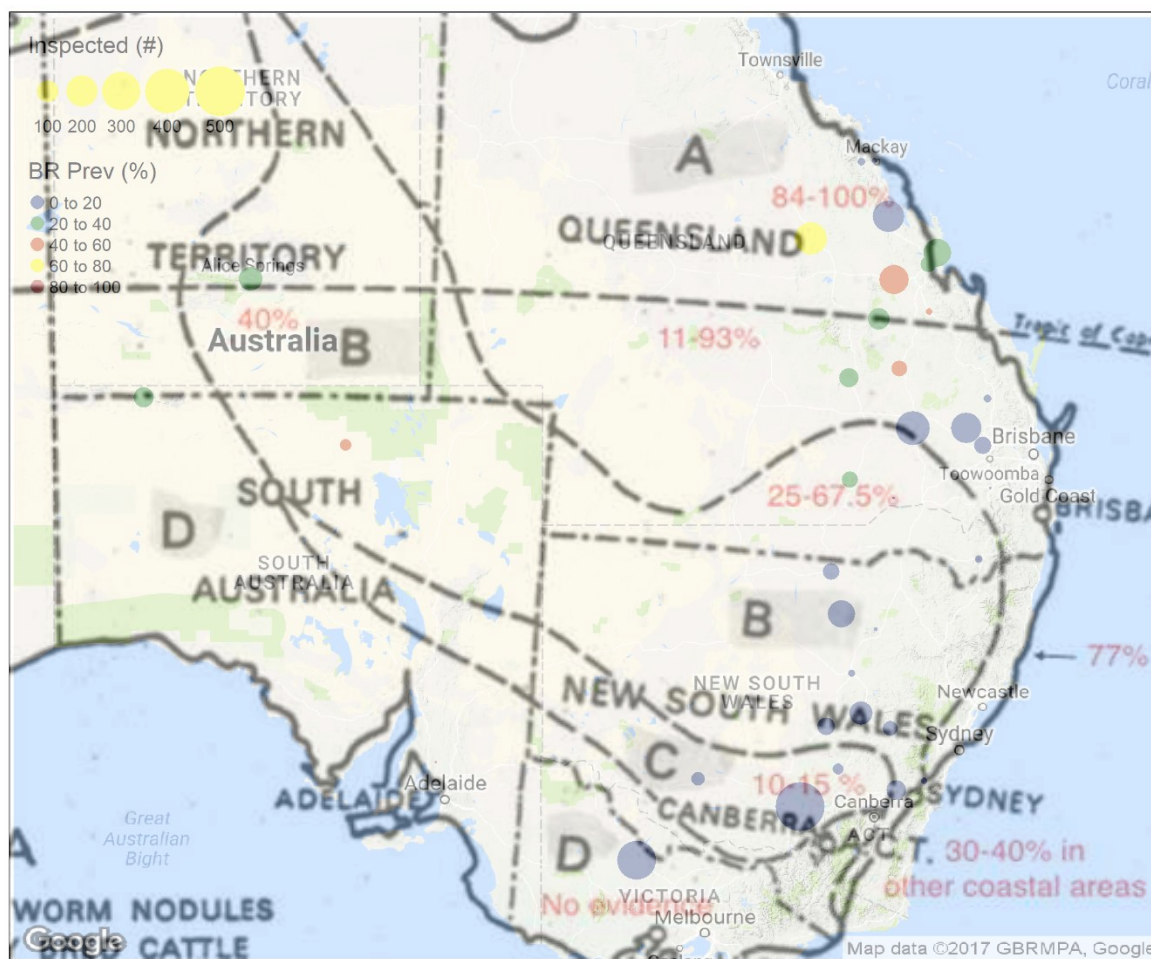 Inspected (#)
NORTHERN
TERRITORY
100 200 300 400 500
NORTHERN
BR Prev (%)
0 to 20
20 to 40
40 to 60
60 to 80
80 to 100
Townsville
Coral
A
Mackay
84-100%
QUEENSLAND
QUEENSLAND
TERRITORY
Alice Springs
40%
Australia
B
11-93%
Tropic of Cap
Brisbane
Toowoomba
Gold Coast
BRISBA
25-67.5%
SOUTH
D
SOUTH
AUSTRALIA
AUSTRALIA
B
77%
NEW SOUTH
WALES
NEW SOUTH WALES
Newcastle
Sydney
C
10-15 %
Canberra
SYDNEY
CANBERRA
ACT
A.C.T.
Adelaide
ADELAIDE
Great
Australian
Bight
A
D
30-40% in
other coastal areas
VICTORIA
No evidence
Melbourne
WORM NODULES
BRED CATTLE
Google
Map data ©2017 GBRMPA, Google